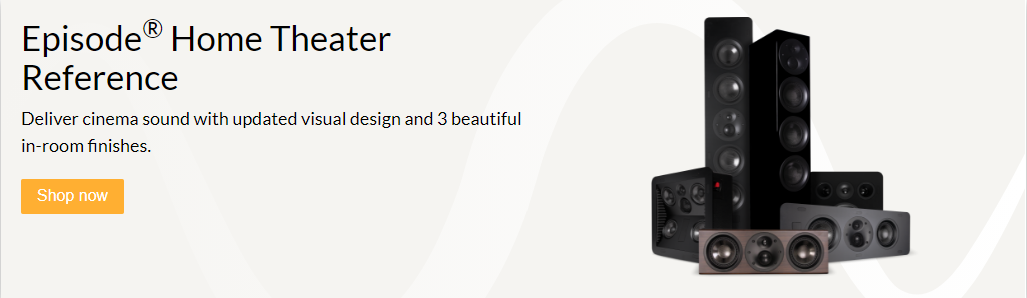 Episode® Home Theater
Reference
Deliver cinema sound with updated visual design and 3 beautiful
in-room finishes.
Shop now